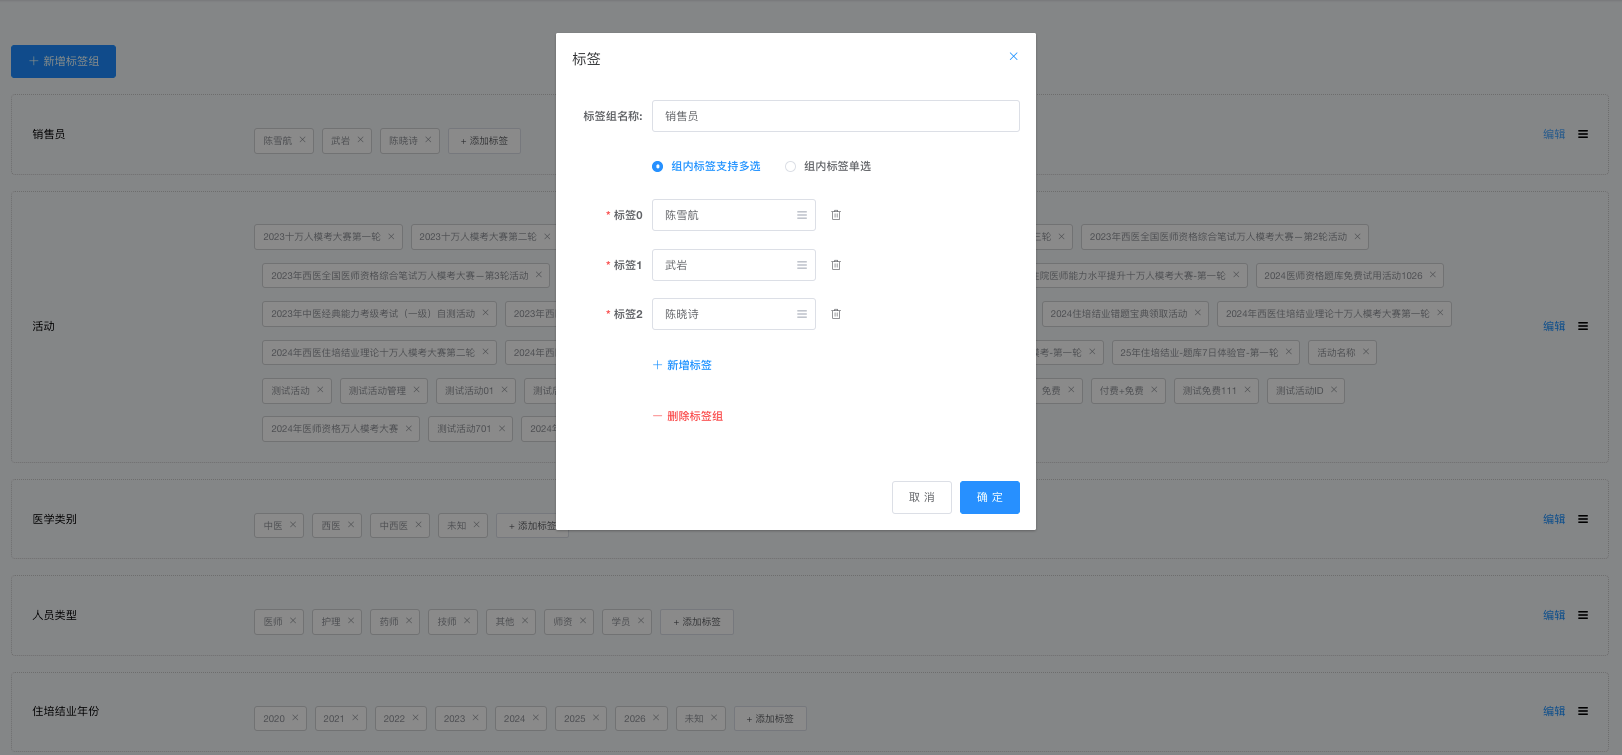 + 新增标签组
标签
标签组名称:
销售员
组内标签支持多选
组内标签单选
* 标签0
陈雪航
* 标签1
武岩
* 标签2
陈晓诗
+ 新增标签
一 删除标签组
取 消
确 定
销售员
陈雪航
武岩
陈晓诗
+ 添加标签
编辑
活动
2023十万人模考大赛第一轮
2023十万人模考大赛第二轮
三轮
2023年西医全国医师资格综合笔试万人模考大赛—第2轮活动
2023年西医全国医师资格综合笔试万人模考大赛—第3轮活动
院医师能力水平提升十万人模考大赛-第一轮
2024医师资格题库免费试用活动1026
2023年中医经典能力考级考试（一级）自测活动
2023年西
2024住培结业错题宝典领取活动
2024年西医住培结业理论十万人模考大赛第一轮
编辑
2024年西医住培结业理论十万人模考大赛第二轮
2024年西
考-第一轮
25年住培结业-题库7日体验官-第一轮
活动名称
测试活动
测试活动管理
测试活动01
测试
免费
付费+免费
测试免费111
测试活动ID
2024年医师资格万人模考大赛
测试活动701
2024
医学类别
中医
西医
中西医
未知
+ 添加标签
编辑
人员类型
医师
护理
药师
技师
其他
师资
学员
+ 添加标签
编辑
住培结业年份
2020
2021
2022
2023
2024
2025
2026
未知
+ 添加标签
编辑